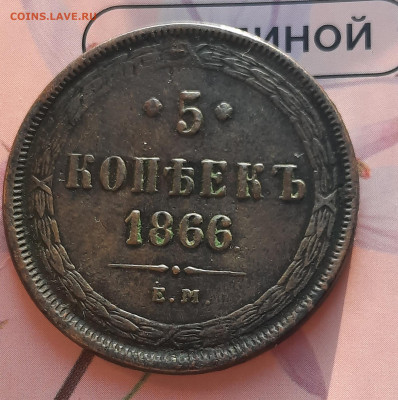 COINS.LAVE.RU
ИНОЙ
5
КОПѢЕКЪ
1866
Е.М.